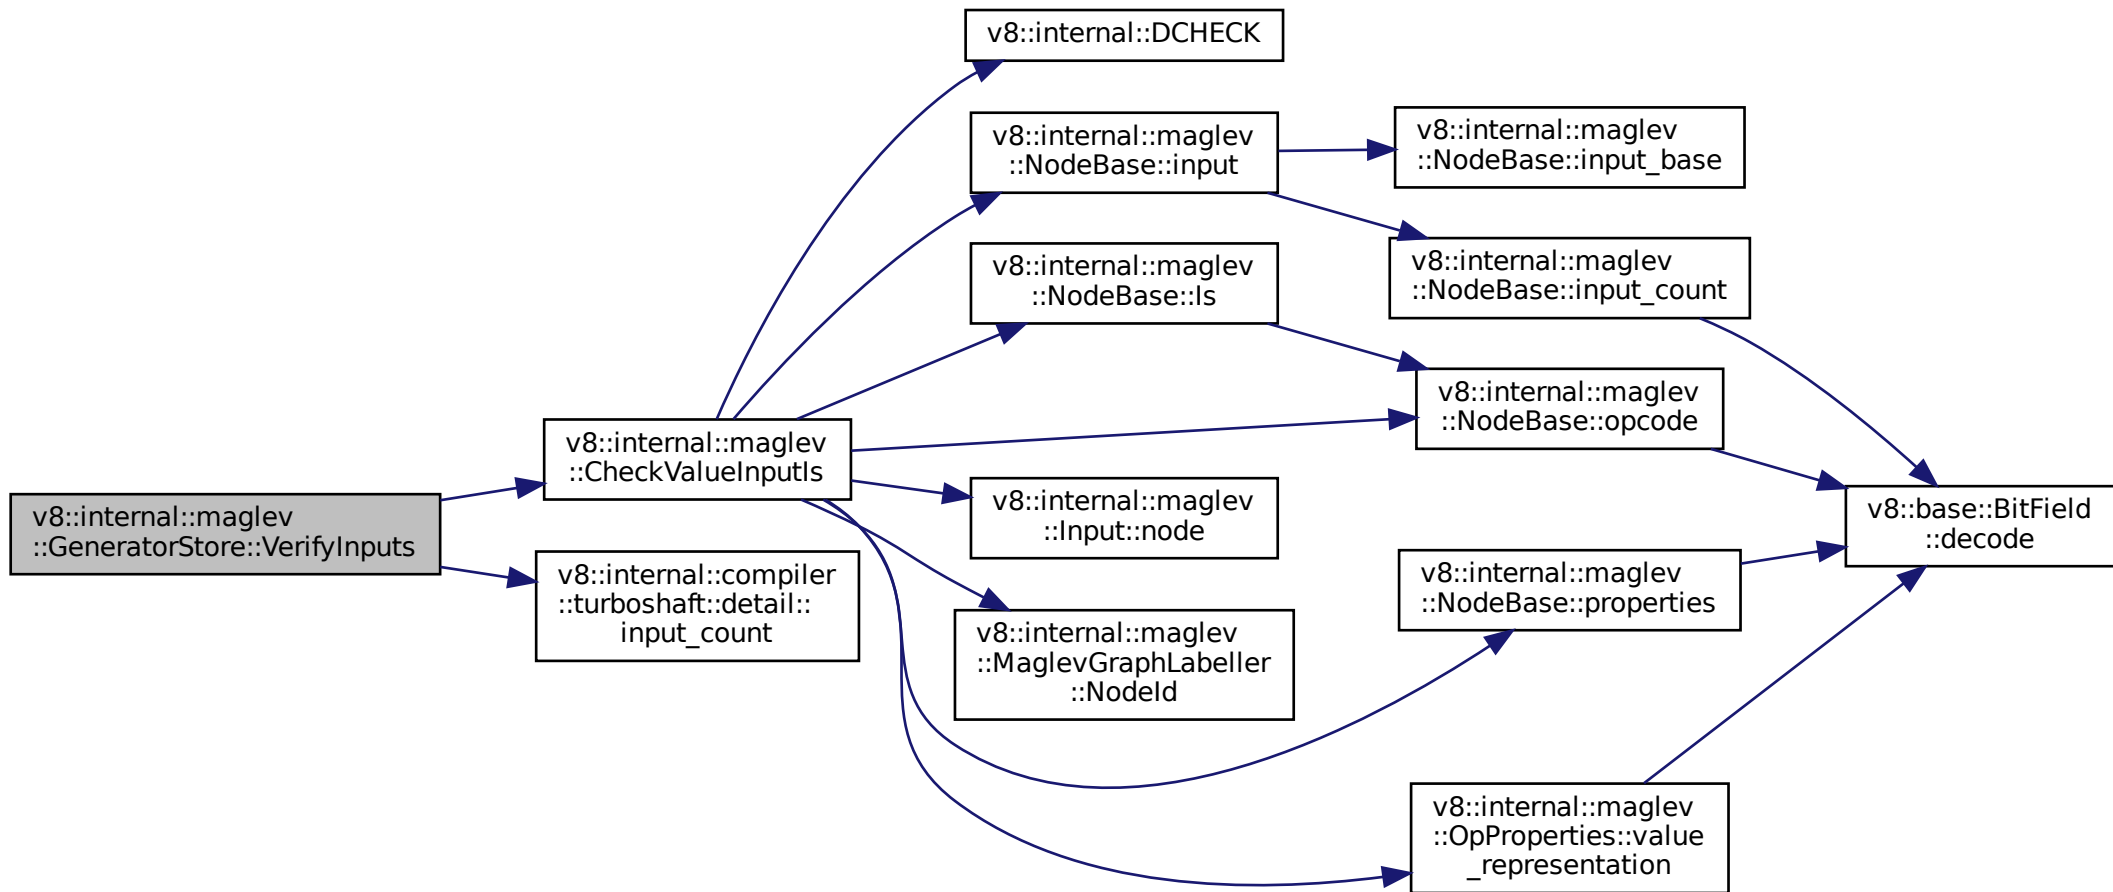 v8::internal::DCHECK
v8::internal::maglev
::NodeBase::input
v8::internal::maglev
::NodeBase::input_base
v8::internal::maglev
::NodeBase::Is
v8::internal::maglev
::NodeBase::input_count
v8::internal::maglev
::NodeBase::opcode
v8::internal::maglev
::CheckValueInputIs
v8::internal::maglev
::GeneratorStore::VerifyInputs
v8::internal::maglev
::Input::node
v8::base::BitField
::decode
v8::internal::compiler
::turboshaft::detail::
input_count
v8::internal::maglev
::NodeBase::properties
v8::internal::maglev
::MaglevGraphLabeller
::NodeId
v8::internal::maglev
::OpProperties::value
_representation